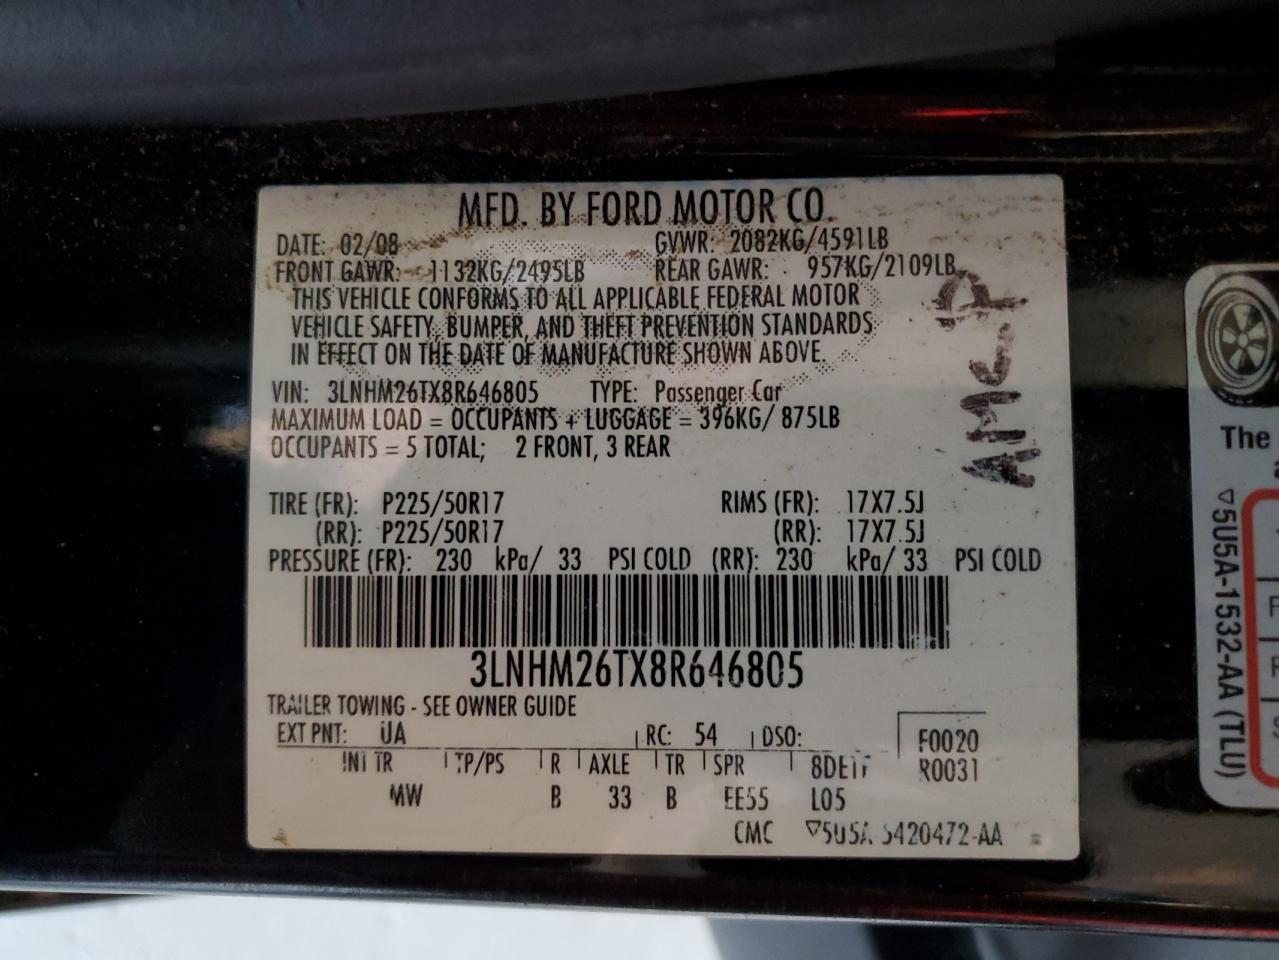 MFD. BY FORD MOTOR CO.
DATE: 02/08 GVWR: 2082KG/4591LB
FRONT GAWR: 1132KG/2495LB REAR GAWR: 957KG/2109LB
THIS VEHICLE CONFORMS TO ALL APPLICABLE FEDERAL MOTOR
VEHICLE SAFETY, BUMPER, AND THEFT PREVENTION STANDARDS
IN EFFECT ON THE DATE OF MANUFACTURE SHOWN ABOVE.
VIN: 3LNHM26TX8R646805 TYPE: Passenger Car
MAXIMUM LOAD = OCCUPANTS + LUGGAGE = 396KG/ 875LB
OCCUPANTS = 5 TOTAL; 2 FRONT, 3 REAR
TIRE (FR): P225/50R17 RIMS (FR): 17X7.5J
(RR): P225/50R17 (RR): 17X7.5J
PRESSURE (FR): 230 kPa/ 33 PSI COLD (RR): 230 kPa/ 33 PSI COLD
3LNHM26TX8R646805
TRAILER TOWING - SEE OWNER GUIDE
EXT PNT: UA RC: 54 DSO:
F0020
R0031
INT TR TP/PS R AXLE TR SPR
MW B 33 B EE55 L05
CMC ▽5U5A 5420472-AA
AMC_P
The
▽5U5A-1532-AA (TLU)